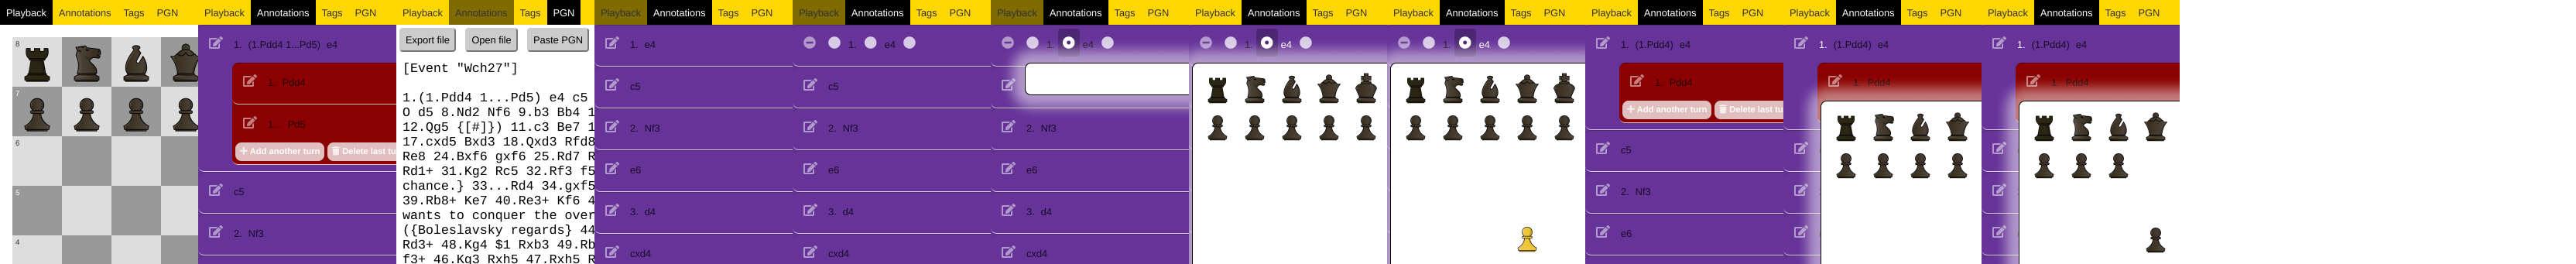 Playback Annotations Tags PGN
8
7
6
5
4
Playback Annotations Tags PGN
1. (1.Pdd4 1...Pd5) e4
1. Pdd4
1... Pd5
Add another turn Delete last tu
c5
2. Nf3
Playback Annotations Tags PGN
Export file Open file Paste PGN
[Event "Wch27"]
1.(1.Pdd4 1...Pd5) e4 c5
O d5 8.Nd2 Nf6 9.b3 Bb4 1
12.Qg5 {[#]}) 11.c3 Be7 1
17.cxd5 Bxd3 18.Qxd3 Rfd8
Re8 24.Bxf6 gxf6 25.Rd7 R
Rd1+ 31.Kg2 Rc5 32.Rf3 f5
chance.} 33...Rd4 34.gxf5
39.Rb8+ Ke7 40.Re3+ Kf6 4
wants to conquer the over
({Boleslavsky regards} 44
Rd3+ 48.Kg4 $1 Rxb3 49.Rb
f3+ 46.Kg3 Rxh5 47.Rxh5 R
Playback Annotations Tags PGN
1. e4
c5
2. Nf3
e6
3. d4
cxd4
Playback Annotations Tags PGN
1. e4
c5
2. Nf3
e6
3. d4
cxd4
Playback Annotations Tags PGN
1. e4
2. Nf3
e6
3. d4
cxd4
Playback Annotations Tags PGN
1. e4
Playback Annotations Tags PGN
1. e4
Playback Annotations Tags PGN
1. (1.Pdd4) e4
1. Pdd4
Add another turn Delete last tu
c5
2. Nf3
e6
Playback Annotations Tags PGN
1. (1.Pdd4) e4
1. Pdd4
Playback Annotations Tags PGN
1. (1.Pdd4) e4
1. Pdd4